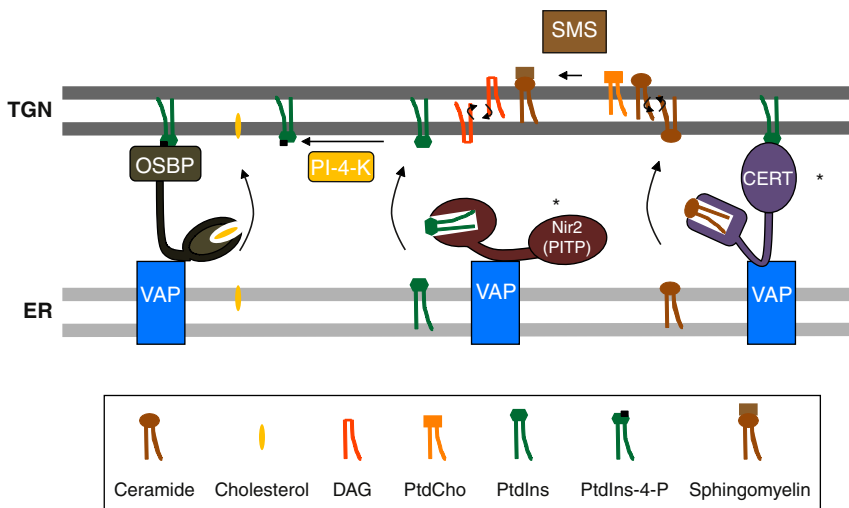 SMS
TGN
OSBP
PI-4-K
*
Nir2
(PITP)
CERT
*
ER
VAP
VAP
VAP
Ceramide
Cholesterol
DAG
PtdCho
PtdIns
PtdIns-4-P
Sphingomyelin